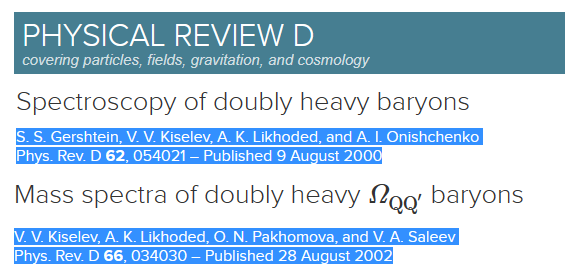 PHYSICAL REVIEW D
covering particles, fields, gravitation, and cosmology
Spectroscopy of doubly heavy baryons
S. S. Gershtein, V. V. Kiselev, A. K. Likhoded, and A. I. Onishchenko
Phys. Rev. D 62, 054021 – Published 9 August 2000
Mass spectra of doubly heavy ΩQQ′ baryons
V. V. Kiselev, A. K. Likhoded, O. N. Pakhomova, and V. A. Saleev
Phys. Rev. D 66, 034030 – Published 28 August 2002